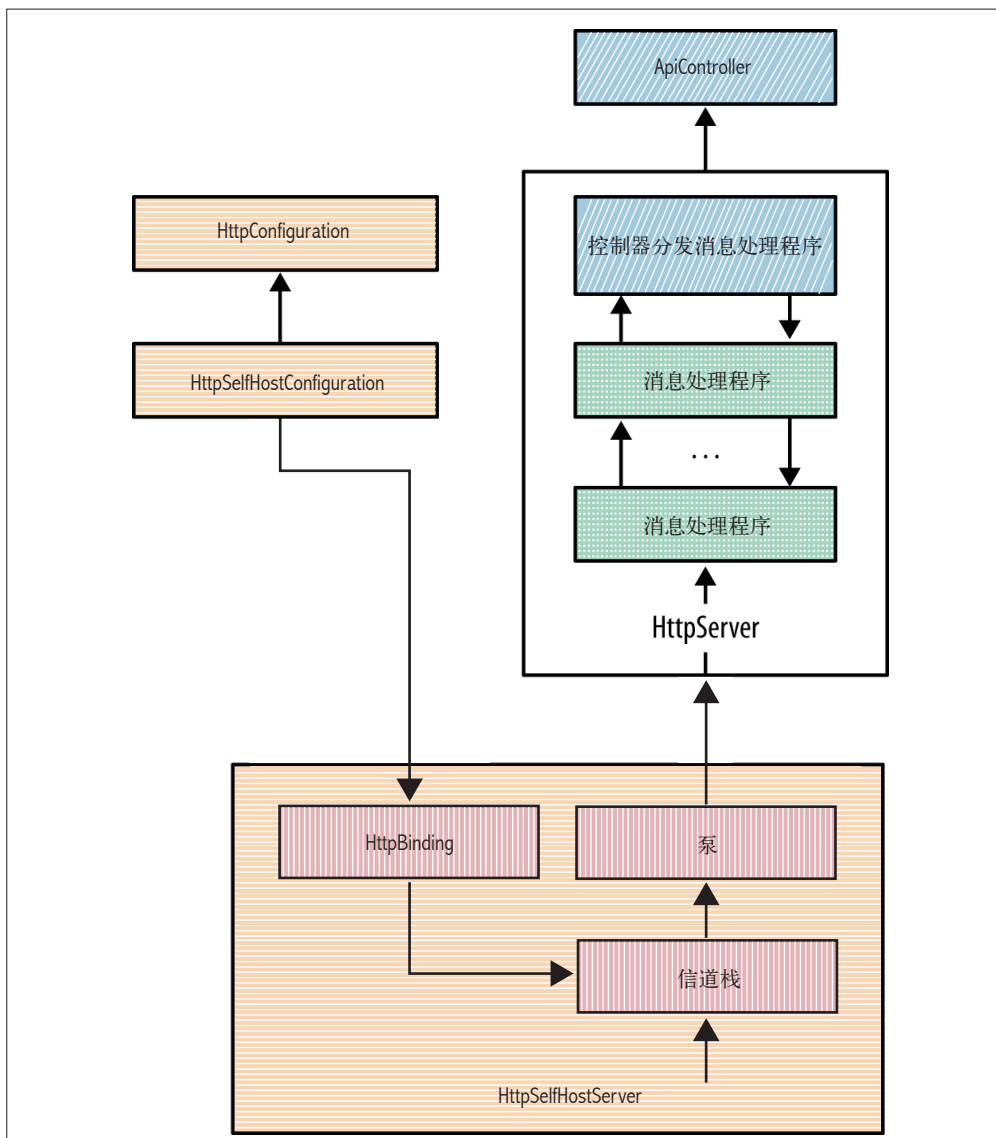 ApiController
HttpConfiguration
控制器分发消息处理程序
HttpSelfHostConfiguration
消息处理程序
...
消息处理程序
HttpServer
HttpBinding
泵
信道栈
HttpSelfHostServer